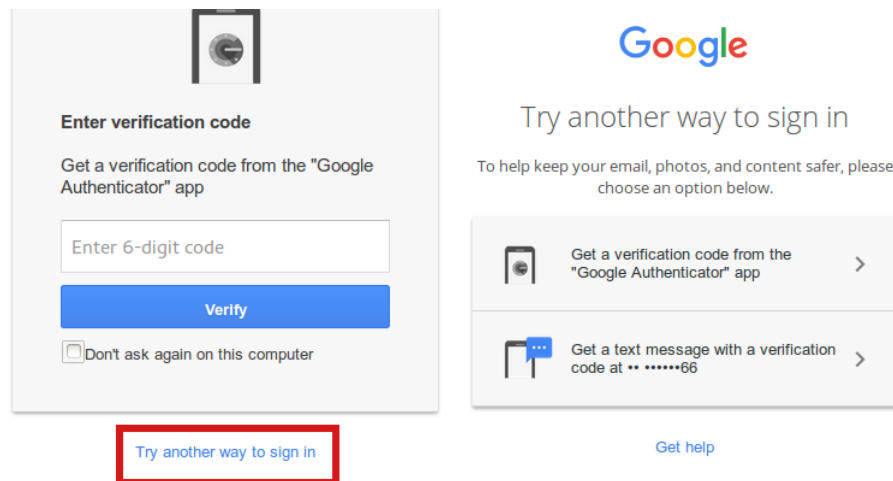 Enter verification code
Get a verification code from the "Google
Authenticator" app
Enter 6-digit code
Verify
Don't ask again on this computer
Try another way to sign in
Google
Try another way to sign in
To help keep your email, photos, and content safer, please
choose an option below.
Get a verification code from the
"Google Authenticator" app
Get a text message with a verification
code at •• ••••••66
Get help